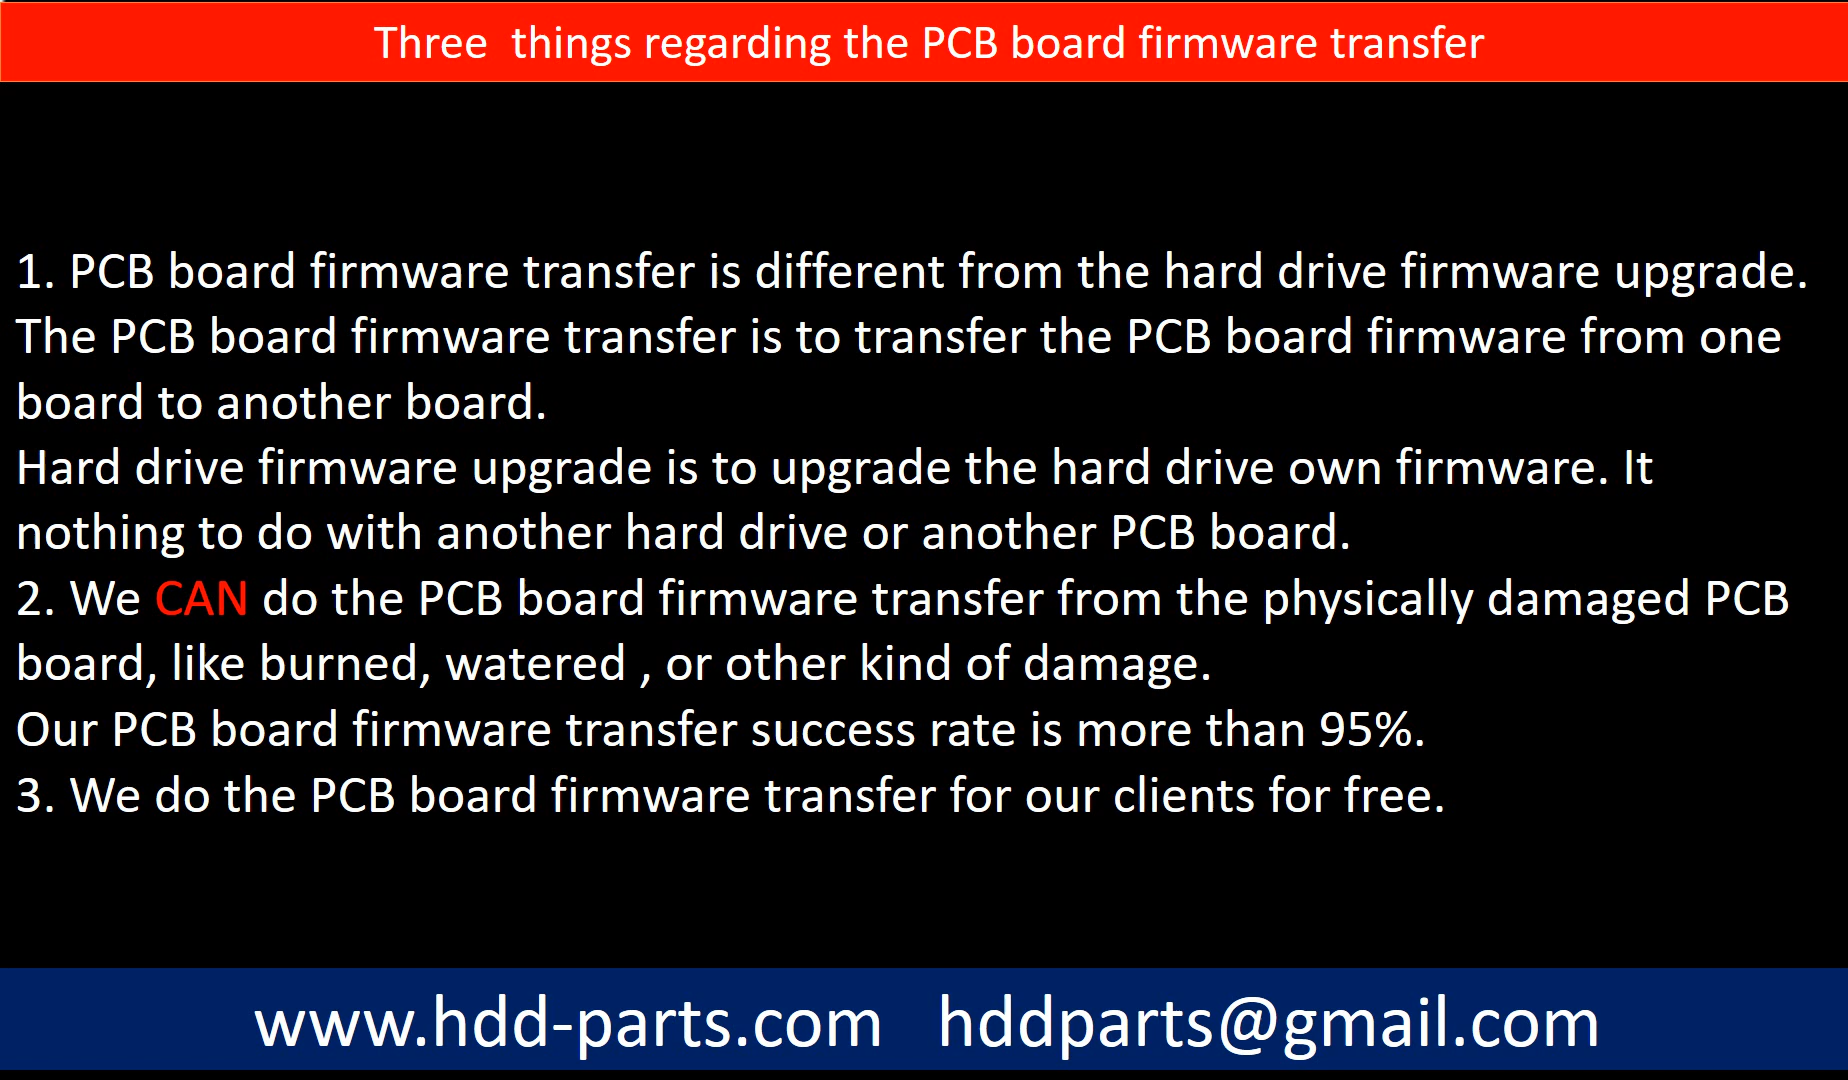 Three  things regarding the PCB board firmware transfer
1. PCB board firmware transfer is different from the hard drive firmware upgrade.
The PCB board firmware transfer is to transfer the PCB board firmware from one
board to another board.
Hard drive firmware upgrade is to upgrade the hard drive own firmware. It
nothing to do with another hard drive or another PCB board.
2. We CAN do the PCB board firmware transfer from the physically damaged PCB
board, like burned, watered , or other kind of damage.
Our PCB board firmware transfer success rate is more than 95%.
3. We do the PCB board firmware transfer for our clients for free.
www.hdd-parts.com   hddparts@gmail.com